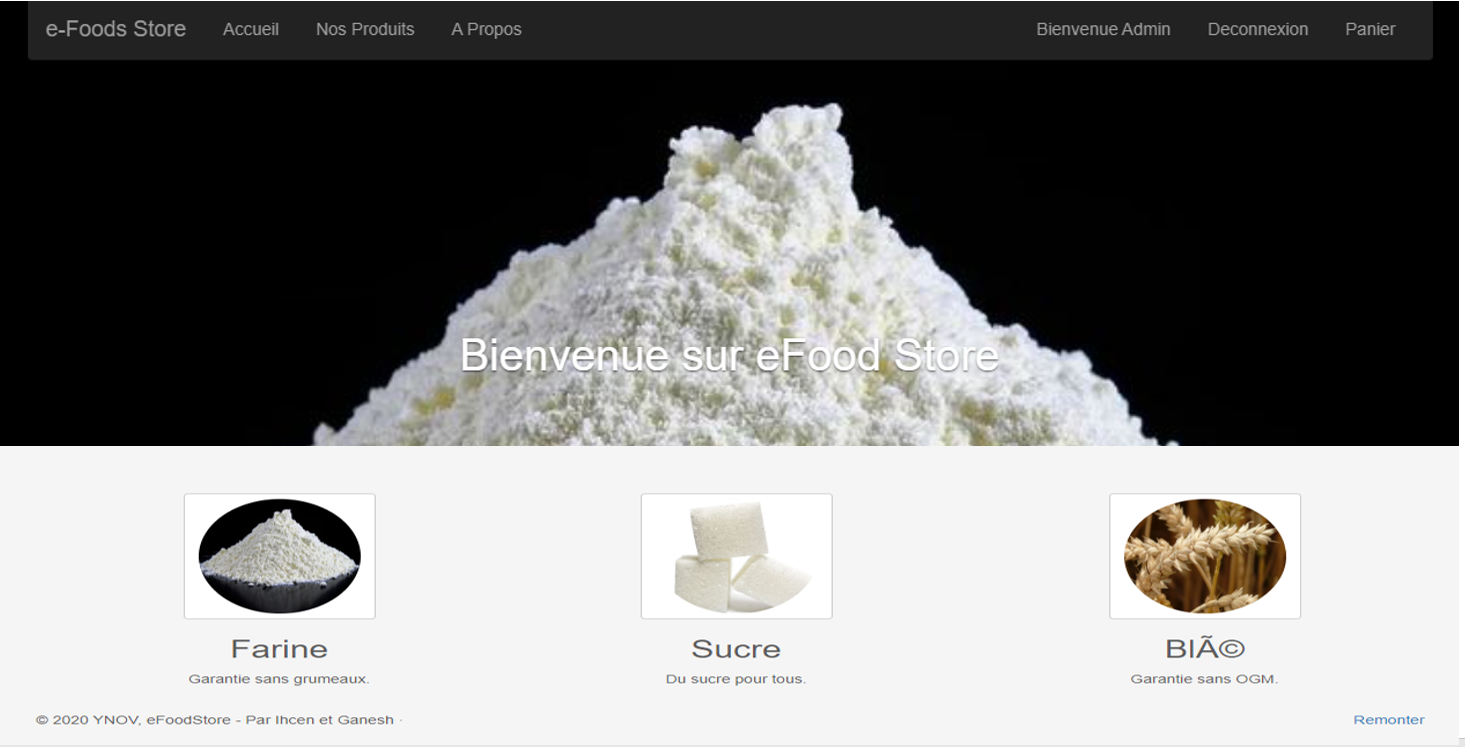 e-Foods Store Accueil Nos Produits A Propos Bienvenue Admin Deconnexion Panier
Bienvenue sur eFood Store
Farine Sucre BlÃ©
Garantie sans grumeaux. Du sucre pour tous. Garantie sans OGM.
© 2020 YNOV, eFoodStore - Par Ihcen et Ganesh · Remonter